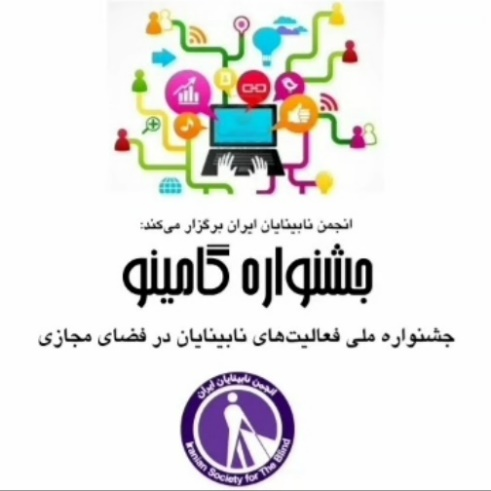 انجمن نابینایان ایران برگزار می‌کند:
جشنواره گامینو
جشنواره ملی فعالیت‌های نابینایان در فضای مجازی
انجمن نابینایان ایران
Iranian Society for The Blind